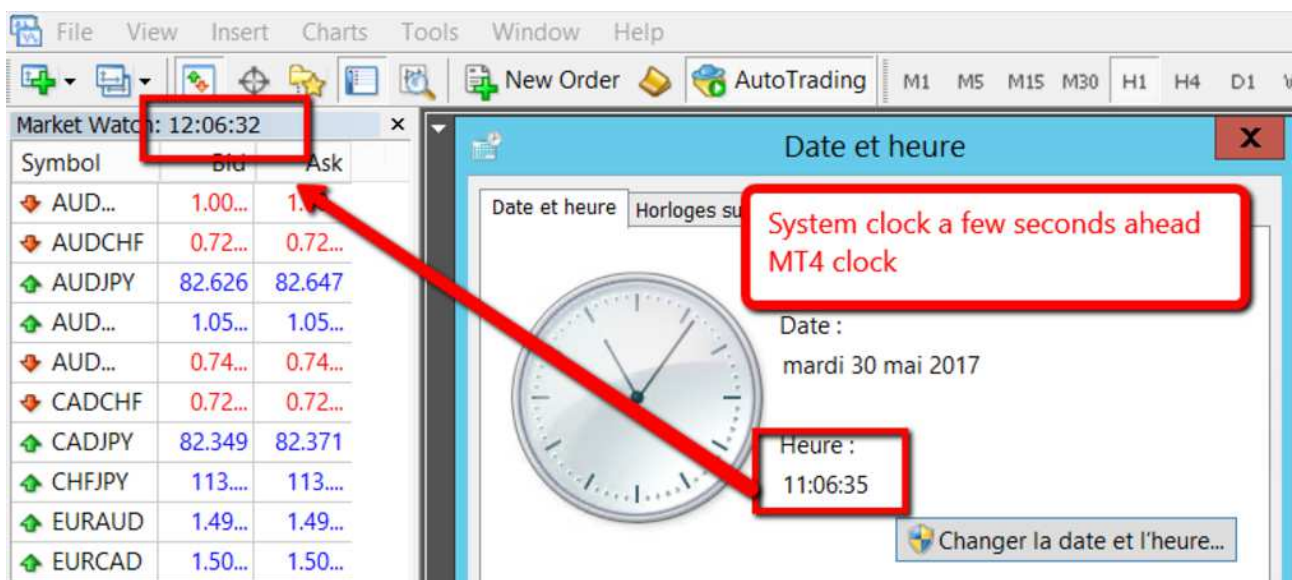 File View Insert Charts Tools Window Help
New Order AutoTrading M1 M5 M15 M30 H1 H4 D1
Market Watch: 12:06:32
Symbol Bid Ask
AUD... 1.00...
AUDCHF 0.72... 0.72...
AUDJPY 82.626 82.647
AUD... 1.05... 1.05...
AUD... 0.74... 0.74...
CADCHF 0.72... 0.72...
CADJPY 82.349 82.371
CHFJPY 113.... 113....
EURAUD 1.49... 1.49...
EURCAD 1.50... 1.50...
Date et heure
Date et heure Horloges su
System clock a few seconds ahead
MT4 clock
Date :
mardi 30 mai 2017
Heure :
11:06:35
Changer la date et l'heure...